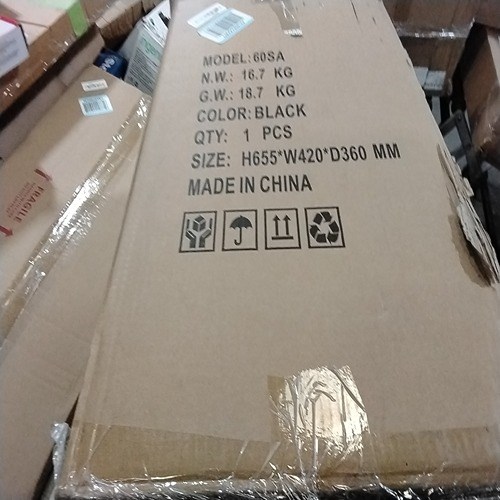 MODEL:60SA
N.W.: 16.7 KG
G.W.: 18.7 KG
COLOR:BLACK
QTY: 1 PCS
SIZE: H655*W420*D360 MM
MADE IN CHINA
FRAGILE